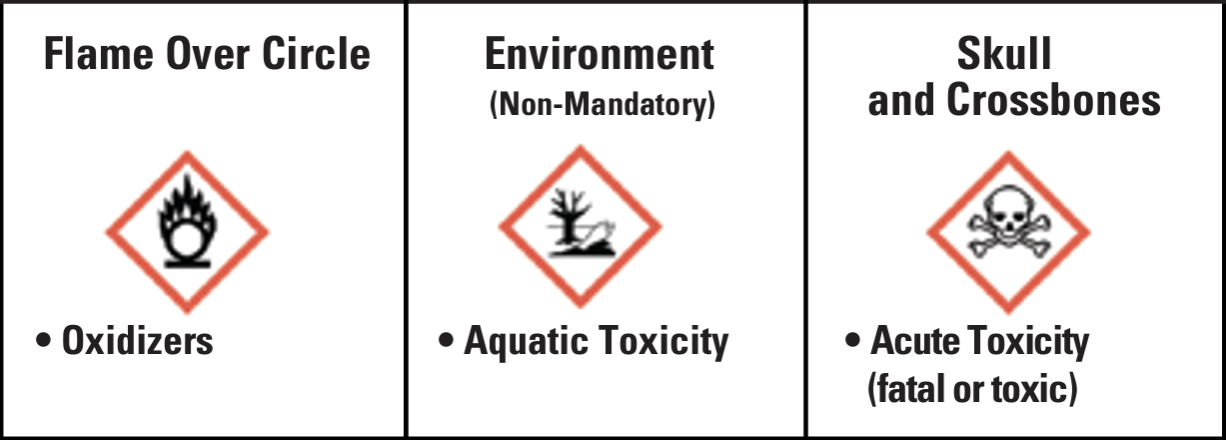 Flame Over Circle
• Oxidizers
Environment
(Non-Mandatory)
• Aquatic Toxicity
Skull
and Crossbones
• Acute Toxicity
(fatal or toxic)